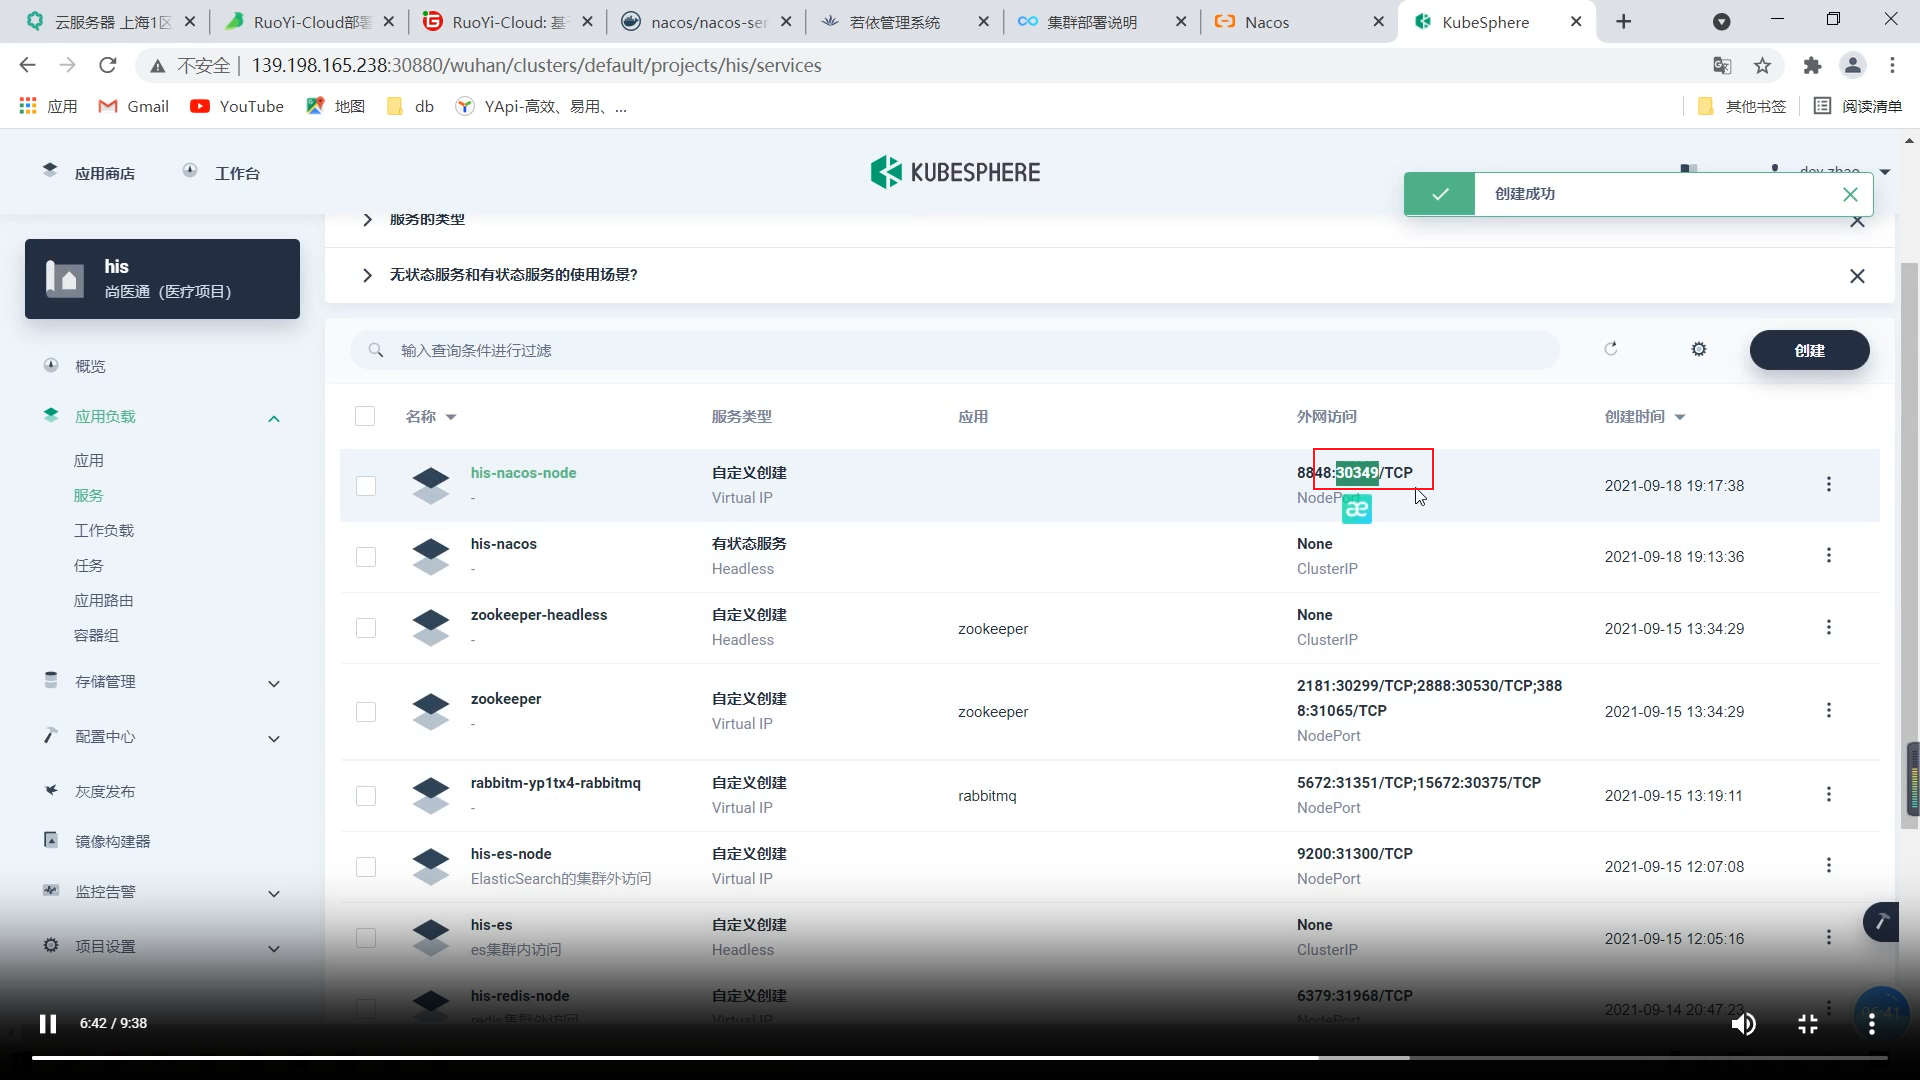 云服务器 上海1区
RuoYi-Cloud部署
RuoYi-Cloud: 基于
nacos/nacos-ser
若依管理系统
集群部署说明
Nacos
KubeSphere
不安全
139.198.165.238:30880/wuhan/clusters/default/projects/his/services
应用
Gmail
YouTube
地图
db
YApi-高效、易用、...
其他书签
阅读清单
应用商店
工作台
KUBESPHERE
创建成功
服务的类型
his
尚医通（医疗项目）
无状态服务和有状态服务的使用场景?
输入查询条件进行过滤
创建
概览
应用负载
应用
服务
工作负载
任务
应用路由
容器组
存储管理
配置中心
灰度发布
镜像构建器
监控告警
项目设置
名称
服务类型
应用
外网访问
创建时间
his-nacos-node
-
自定义创建
Virtual IP
8848:30349/TCP
NodePort
æ
2021-09-18 19:17:38
his-nacos
-
有状态服务
Headless
None
ClusterIP
2021-09-18 19:13:36
zookeeper-headless
-
自定义创建
Headless
zookeeper
None
ClusterIP
2021-09-15 13:34:29
zookeeper
-
自定义创建
Virtual IP
zookeeper
2181:30299/TCP;2888:30530/TCP;388
8:31065/TCP
NodePort
2021-09-15 13:34:29
rabbitm-yp1tx4-rabbitmq
-
自定义创建
Virtual IP
rabbitmq
5672:31351/TCP;15672:30375/TCP
NodePort
2021-09-15 13:19:11
his-es-node
ElasticSearch的集群外访问
自定义创建
Virtual IP
9200:31300/TCP
NodePort
2021-09-15 12:07:08
his-es
es集群内访问
自定义创建
Headless
None
ClusterIP
2021-09-15 12:05:16
his-redis-node
redis集群外访问
自定义创建
Virtual IP
6379:31968/TCP
NodePort
2021-09-14 20:47:23
6:42 / 9:38